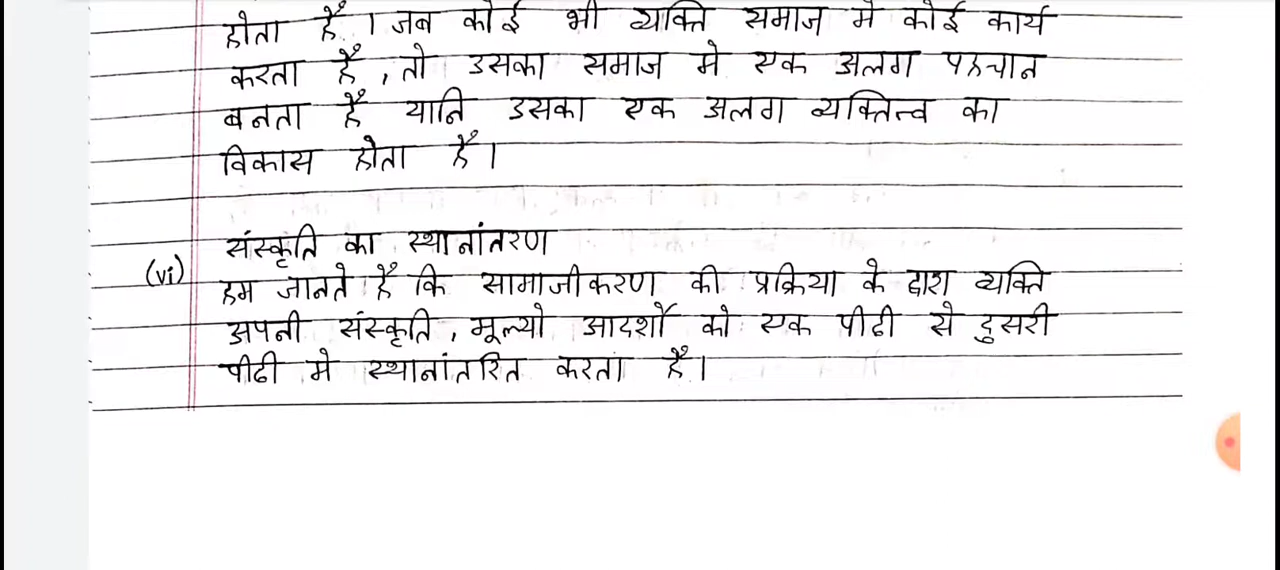 होता है । जब कोई भी व्यक्ति समाज मे कोई कार्य
करता है , तो उसका समाज मे एक अलग पहचान
बनता है यानि उसका एक अलग व्यक्तित्व का
विकास होता है ।
संस्कृति का स्थानांतरण
(vi) हम जानते है कि सामाजीकरण की प्रक्रिया के द्वारा व्यक्ति
अपनी संस्कृति , मूल्यो आदर्शो को एक पीढी से दुसरी
पीढी मे स्थानांतरित करता है ।